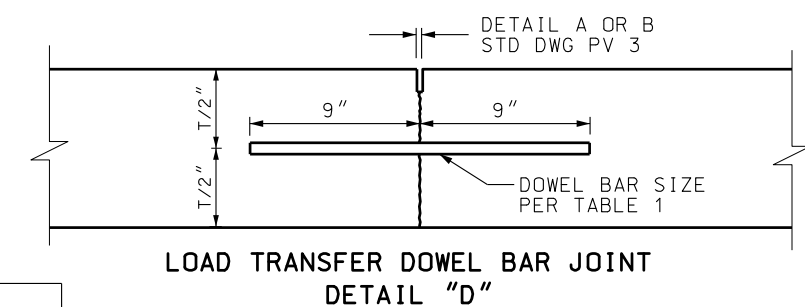 DETAIL A OR B
STD DWG PV 3
T/2"
9"
9"
T/2"
DOWEL BAR SIZE
PER TABLE 1
LOAD TRANSFER DOWEL BAR JOINT
DETAIL "D"